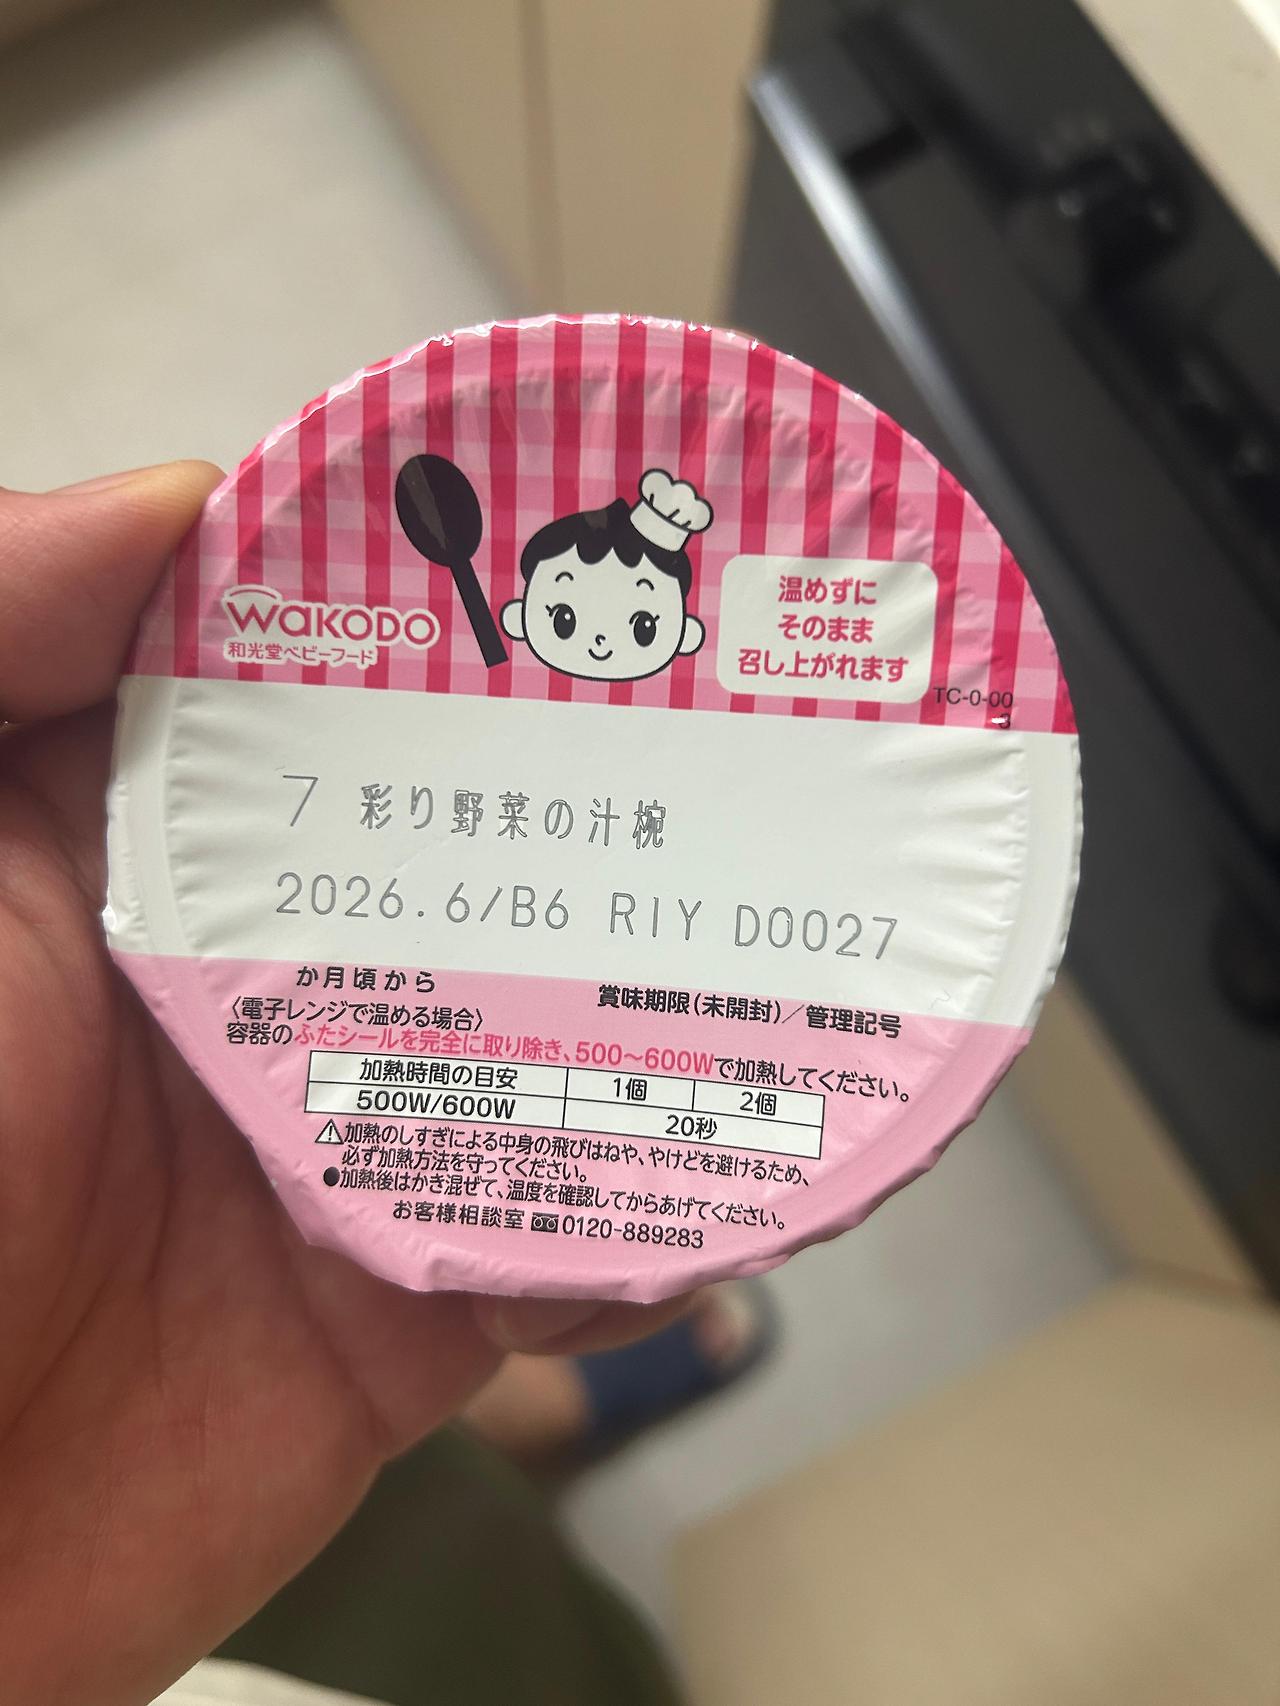 WaKODO
和光堂ベビーフード
温めずに
そのまま
召し上がれます
TC-0-00
3
7 彩り野菜の汁椀
2026.6/B6 RIY D0027
か月頃から
賞味期限(未開封)/管理記号
〈電子レンジで温める場合〉
容器のふたシールを完全に取り除き、500~600Wで加熱してください。
加熱時間の目安 1個 2個
500W/600W 20秒
⚠加熱のしすぎによる中身の飛びはねや、やけどを避けるため、
必ず加熱方法を守ってください。
●加熱後はかき混ぜて、温度を確認してからあげてください。
お客様相談室 0120-889283